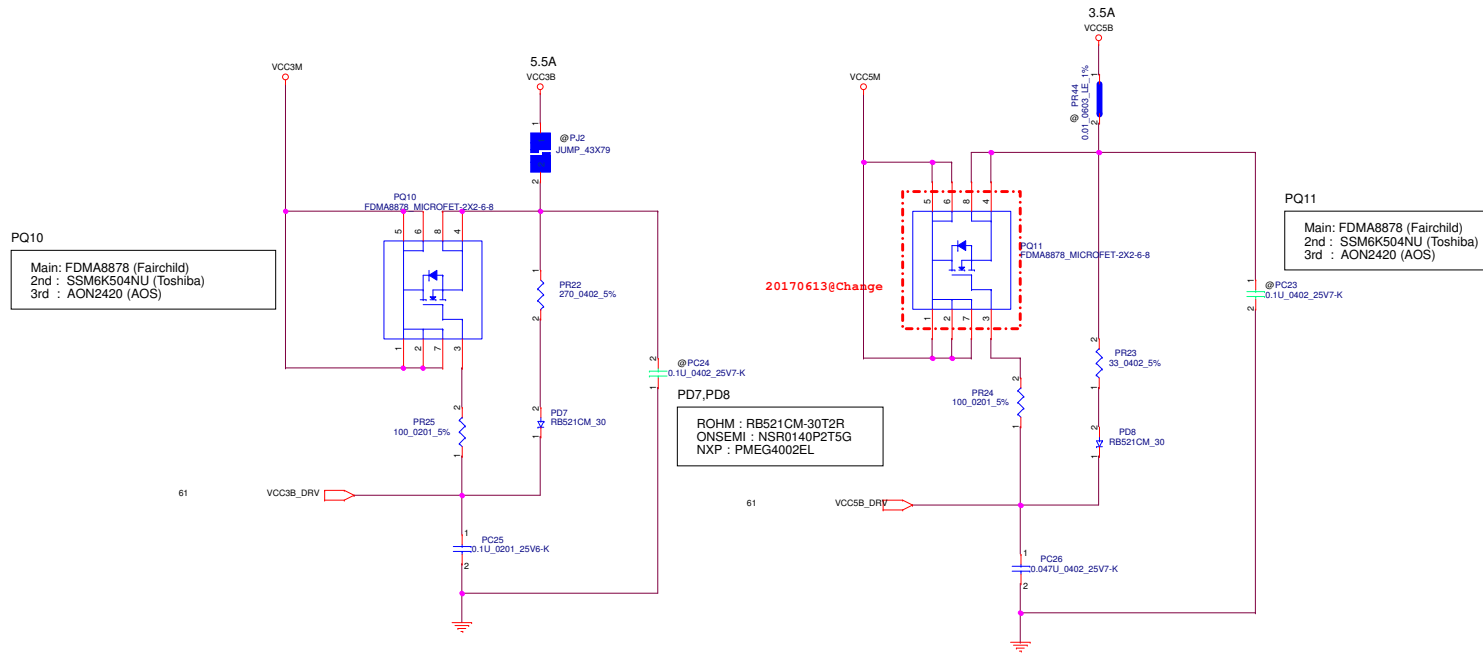 3.5A
VCC5B
1
@ PR44
0.01_0603_LE_1%
2
5.5A
VCC3M
VCC3B
VCC5M
1
@PJ2
JUMP_43X79
2
PQ10
FDMA8878_MICROFET-2X2-6-8
5 6 8 4
1 2 7 3
PQ10
Main: FDMA8878 (Fairchild)
2nd : SSM6K504NU (Toshiba)
3rd : AON2420 (AOS)
1
PR22
270_0402_5%
2
2
@PC24
0.1U_0402_25V7-K
1
2
PR25
100_0201_5%
1
2
PD7
RB521CM_30
1
61
VCC3B_DRV
1
PC25
0.1U_0201_25V6-K
2
PD7,PD8
ROHM : RB521CM-30T2R
ONSEMI : NSR0140P2T5G
NXP : PMEG4002EL
5 6 8 4
PQ11
FDMA8878_MICROFET-2X2-6-8
1 2 7 3
20170613@Change
PQ11
Main: FDMA8878 (Fairchild)
2nd : SSM6K504NU (Toshiba)
3rd : AON2420 (AOS)
1
@PC23
0.1U_0402_25V7-K
2
2
PR23
33_0402_5%
1
2
PR24
100_0201_5%
1
2
PD8
RB521CM_30
1
61
VCC5B_DRV
1
PC26
0.047U_0402_25V7-K
2